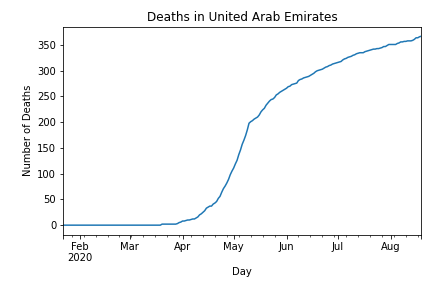 Deaths in United Arab Emirates
Number of Deaths
350
300
250
200
150
100
50
0
Feb Mar Apr May Jun Jul Aug
2020
Day